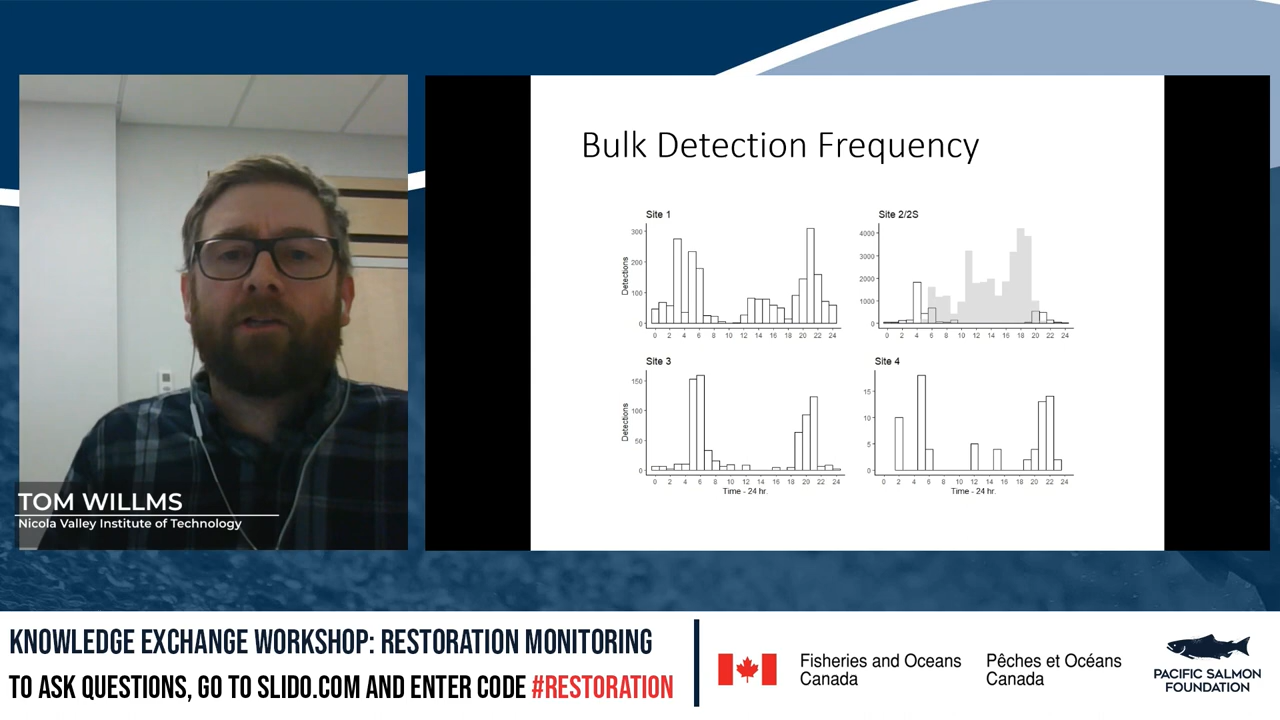 Bulk Detection Frequency
Site 1
300
200
100
0
Detections
0 2 4 6 8 10 12 14 16 18 20 22 24
Site 2/2S
4000
3000
2000
1000
0
0 2 4 6 8 10 12 14 16 18 20 22 24
Site 3
150
100
50
0
Detections
0 2 4 6 8 10 12 14 16 18 20 22 24
Time - 24 hr.
Site 4
15
10
5
0
0 2 4 6 8 10 12 14 16 18 20 22 24
Time - 24 hr.
TOM WILLMS
Nicola Valley Institute of Technology
KNOWLEDGE EXCHANGE WORKSHOP: RESTORATION MONITORING
TO ASK QUESTIONS, GO TO SLIDO.COM AND ENTER CODE #RESTORATION
Fisheries and Oceans
Canada
Pêches et Océans
Canada
PACIFIC SALMON
FOUNDATION